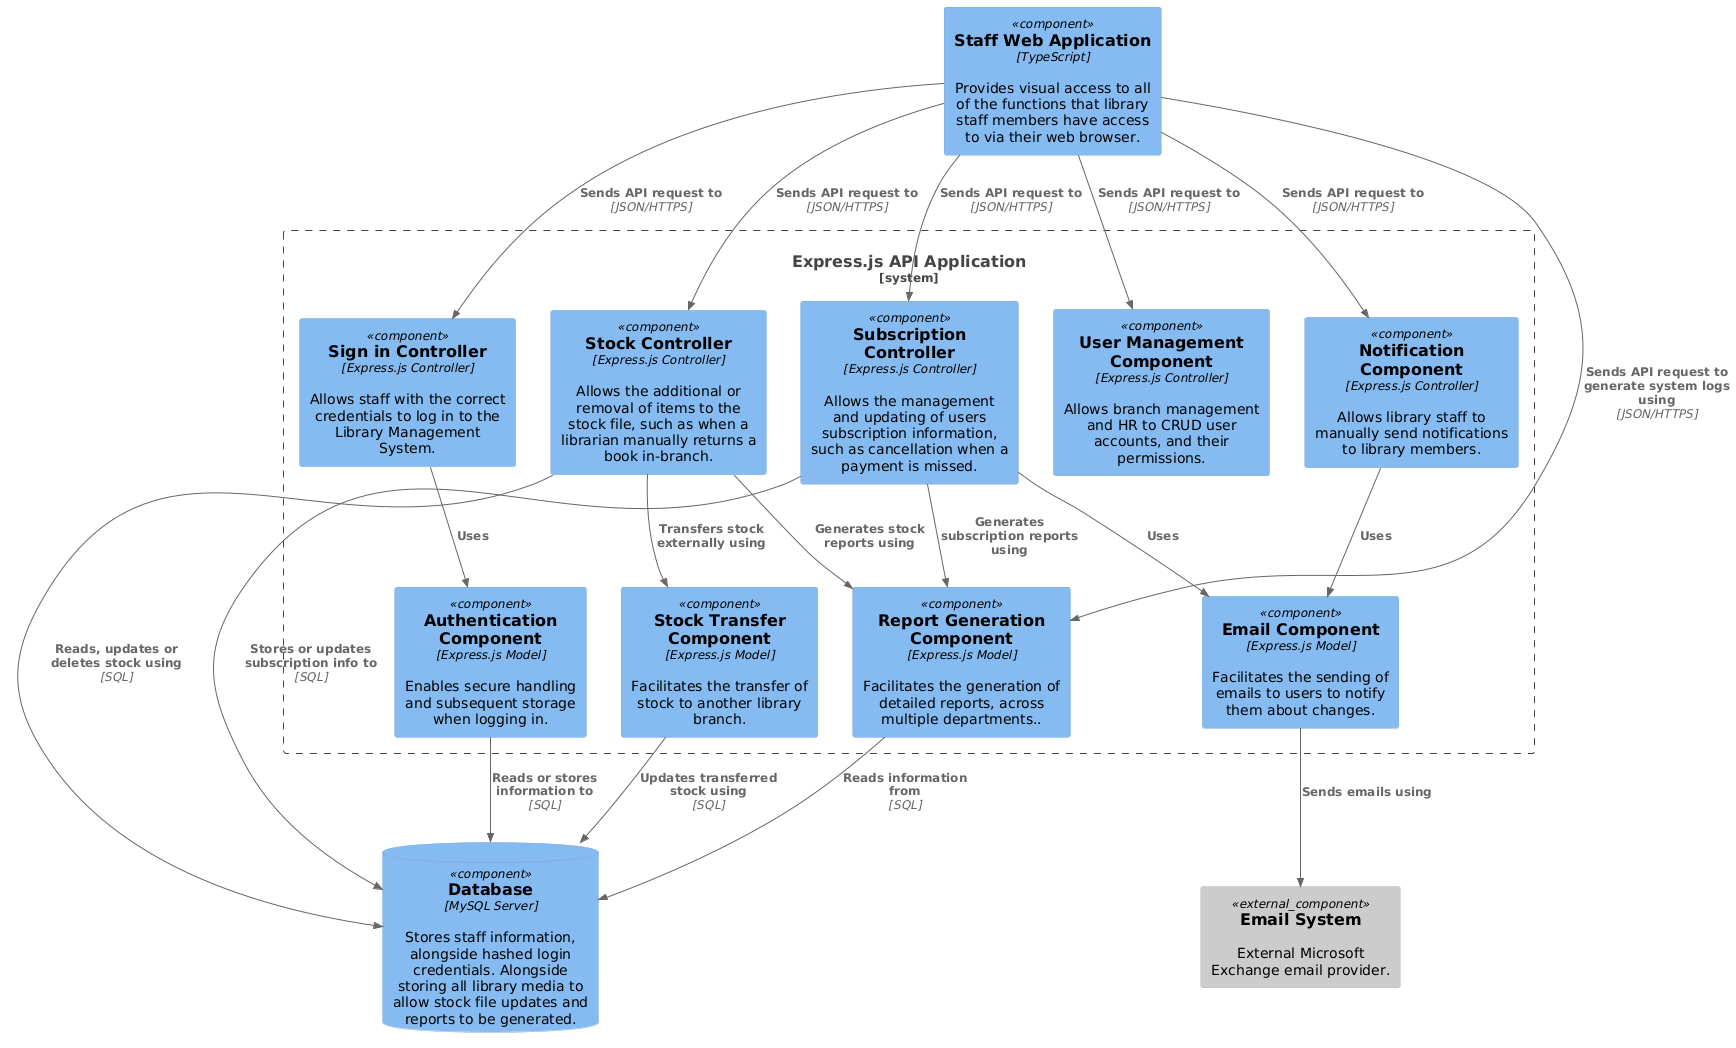 «component»
Staff Web Application
[TypeScript]
Provides visual access to all
of the functions that library
staff members have access
to via their web browser.
Sends API request to
[JSON/HTTPS]
Sends API request to
[JSON/HTTPS]
Sends API request to
[JSON/HTTPS]
Sends API request to
[JSON/HTTPS]
Sends API request to
[JSON/HTTPS]
Sends API request to
generate system logs
using
[JSON/HTTPS]
Express.js API Application
[system]
«component»
Sign in Controller
[Express.js Controller]
Allows staff with the correct
credentials to log in to the
Library Management
System.
«component»
Stock Controller
[Express.js Controller]
Allows the additional or
removal of items to the
stock file, such as when a
librarian manually returns a
book in-branch.
«component»
Subscription
Controller
[Express.js Controller]
Allows the management
and updating of users
subscription information,
such as cancellation when a
payment is missed.
«component»
User Management
Component
[Express.js Controller]
Allows branch management
and HR to CRUD user
accounts, and their
permissions.
«component»
Notification
Component
[Express.js Controller]
Allows library staff to
manually send notifications
to library members.
Uses
Transfers stock
externally using
Generates stock
reports using
Generates
subscription reports
using
Uses
Uses
Reads, updates or
deletes stock using
[SQL]
Stores or updates
subscription info to
[SQL]
«component»
Authentication
Component
[Express.js Model]
Enables secure handling
and subsequent storage
when logging in.
«component»
Stock Transfer
Component
[Express.js Model]
Facilitates the transfer of
stock to another library
branch.
«component»
Report Generation
Component
[Express.js Model]
Facilitates the generation of
detailed reports, across
multiple departments..
«component»
Email Component
[Express.js Model]
Facilitates the sending of
emails to users to notify
them about changes.
Reads or stores
information to
[SQL]
Updates transferred
stock using
[SQL]
Reads information
from
[SQL]
Sends emails using
«component»
Database
[MySQL Server]
Stores staff information,
alongside hashed login
credentials. Alongside
storing all library media to
allow stock file updates and
reports to be generated.
«external_component»
Email System
External Microsoft
Exchange email provider.